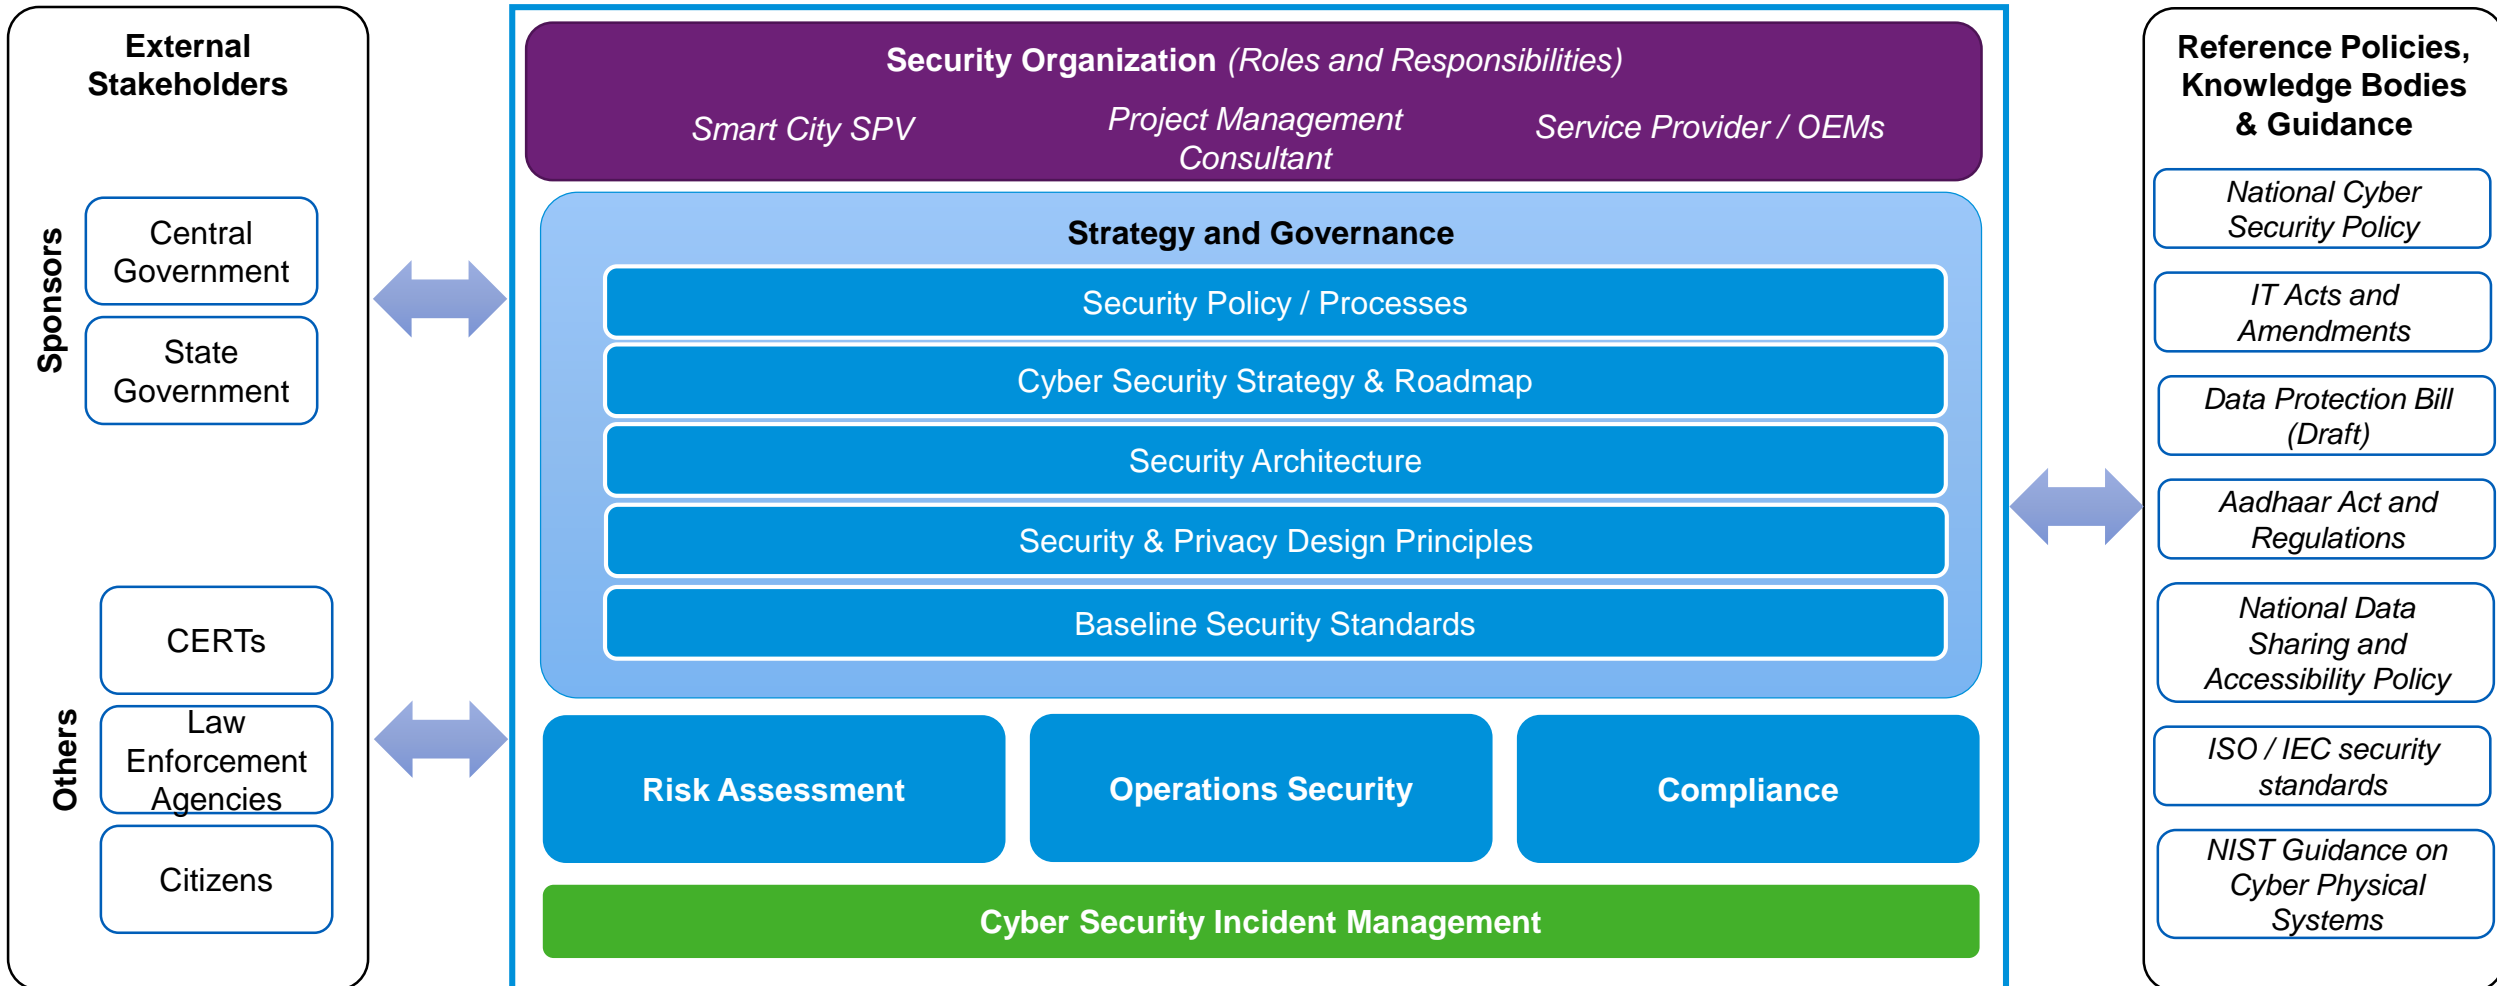 External
Stakeholders
Sponsors
Central
Government
State
Government
Others
CERTs
Law
Enforcement
Agencies
Citizens
Security Organization (Roles and Responsibilities)
Smart City SPV
Project Management
Consultant
Service Provider / OEMs
Strategy and Governance
Security Policy / Processes
Cyber Security Strategy & Roadmap
Security Architecture
Security & Privacy Design Principles
Baseline Security Standards
Risk Assessment
Operations Security
Compliance
Cyber Security Incident Management
Reference Policies,
Knowledge Bodies
& Guidance
National Cyber
Security Policy
IT Acts and
Amendments
Data Protection Bill
(Draft)
Aadhaar Act and
Regulations
National Data
Sharing and
Accessibility Policy
ISO / IEC security
standards
NIST Guidance on
Cyber Physical
Systems